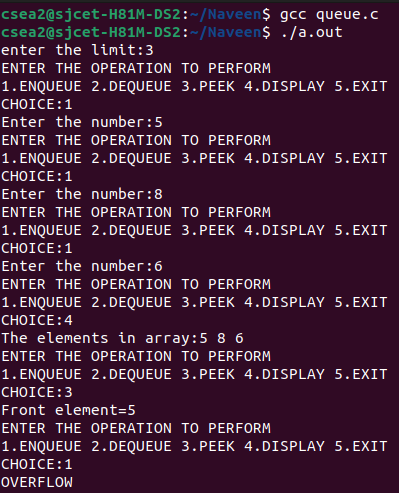 csea2@sjcet-H81M-DS2:~/Naveen$ gcc queue.c
csea2@sjcet-H81M-DS2:~/Naveen$ ./a.out
enter the limit:3
ENTER THE OPERATION TO PERFORM
1.ENQUEUE 2.DEQUEUE 3.PEEK 4.DISPLAY 5.EXIT
CHOICE:1
Enter the number:5
ENTER THE OPERATION TO PERFORM
1.ENQUEUE 2.DEQUEUE 3.PEEK 4.DISPLAY 5.EXIT
CHOICE:1
Enter the number:8
ENTER THE OPERATION TO PERFORM
1.ENQUEUE 2.DEQUEUE 3.PEEK 4.DISPLAY 5.EXIT
CHOICE:1
Enter the number:6
ENTER THE OPERATION TO PERFORM
1.ENQUEUE 2.DEQUEUE 3.PEEK 4.DISPLAY 5.EXIT
CHOICE:4
The elements in array:5 8 6
ENTER THE OPERATION TO PERFORM
1.ENQUEUE 2.DEQUEUE 3.PEEK 4.DISPLAY 5.EXIT
CHOICE:3
Front element=5
ENTER THE OPERATION TO PERFORM
1.ENQUEUE 2.DEQUEUE 3.PEEK 4.DISPLAY 5.EXIT
CHOICE:1
OVERFLOW